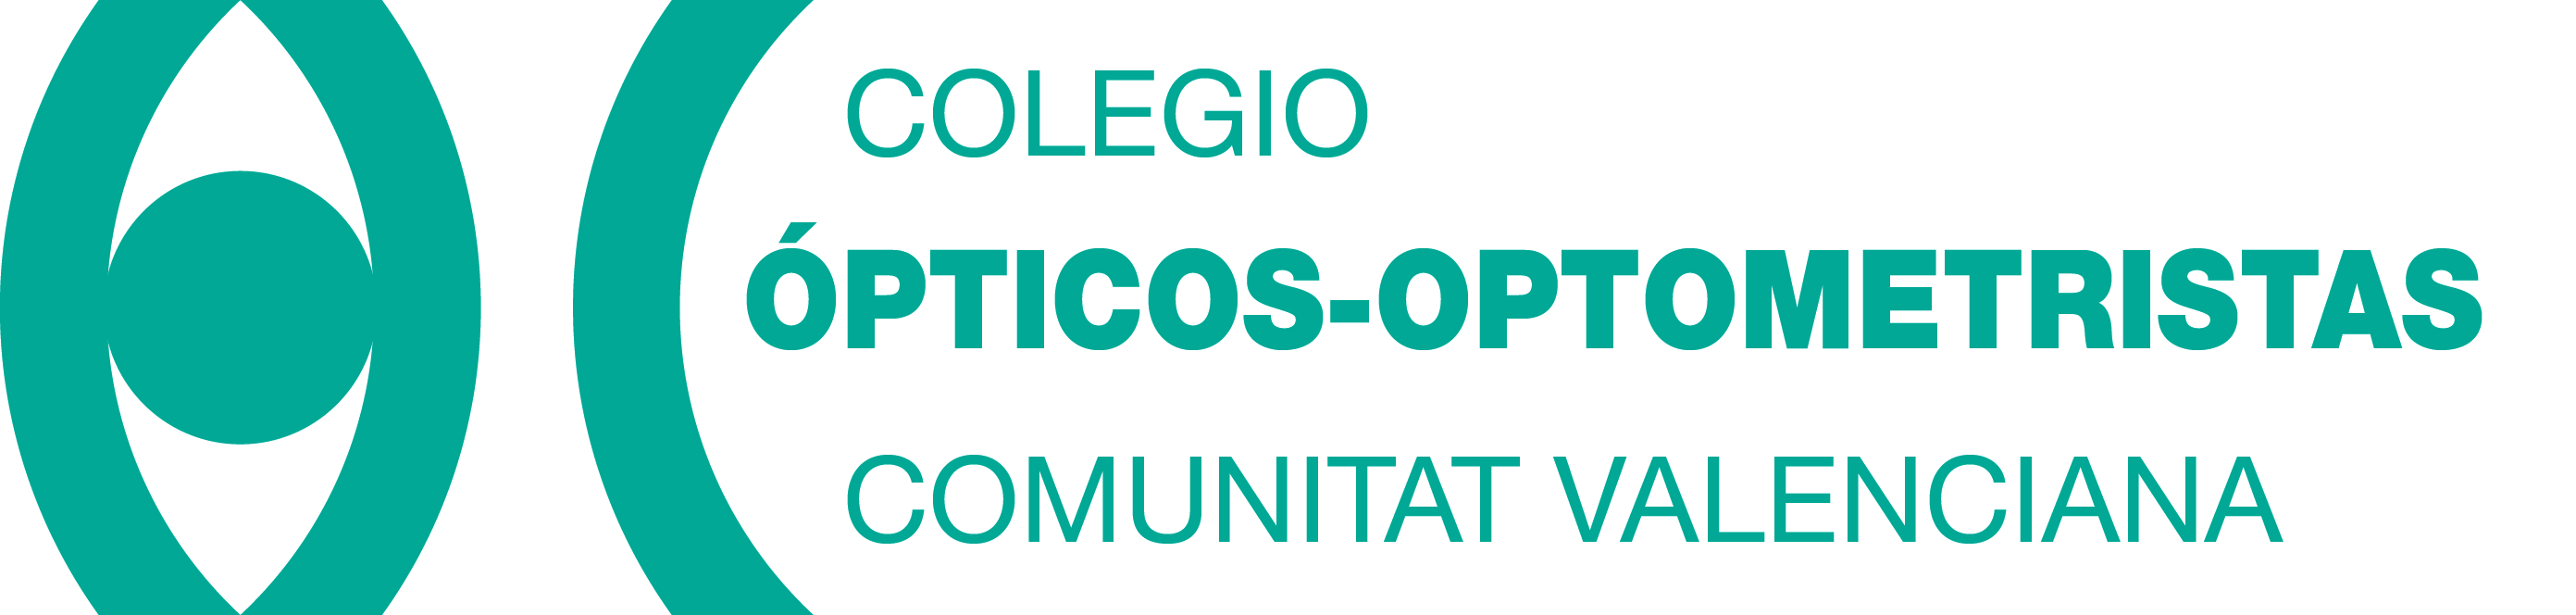 COLEGIO
ÓPTICOS-OPTOMETRISTAS
COMUNITAT VALENCIANA